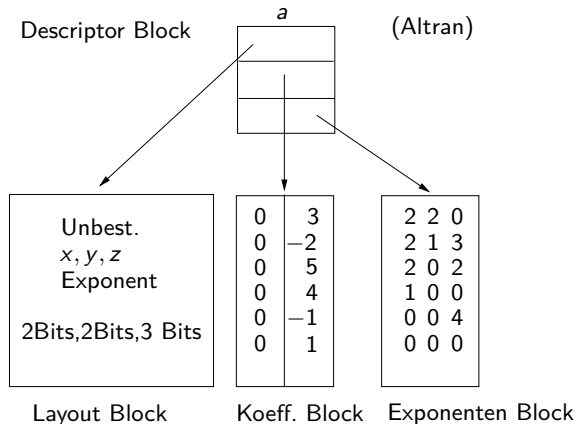 a
Descriptor Block
(Altran)
Unbest.
x, y, z
Exponent
2Bits,2Bits,3 Bits
0 3
0 −2
0 5
0 4
0 −1
0 1
2 2 0
2 1 3
2 0 2
1 0 0
0 0 4
0 0 0
Layout Block
Koeff. Block
Exponenten Block